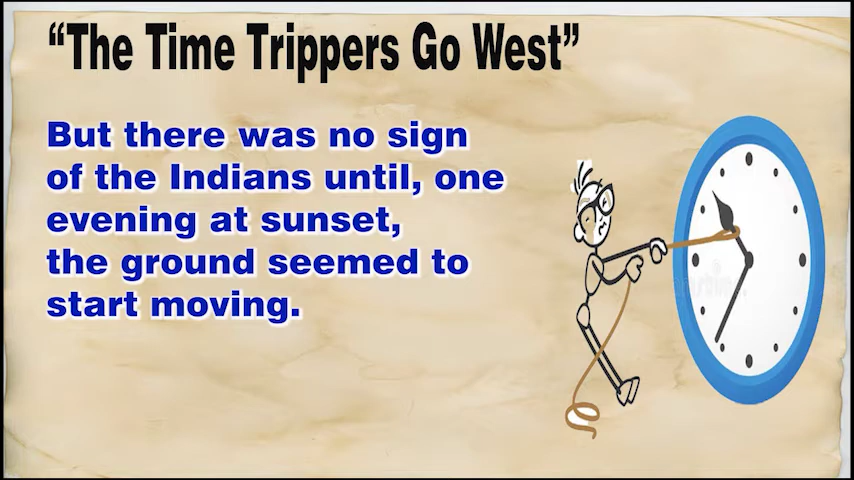 “The Time Trippers Go West”
But there was no sign
of the Indians until, one
evening at sunset,
the ground seemed to
start moving.